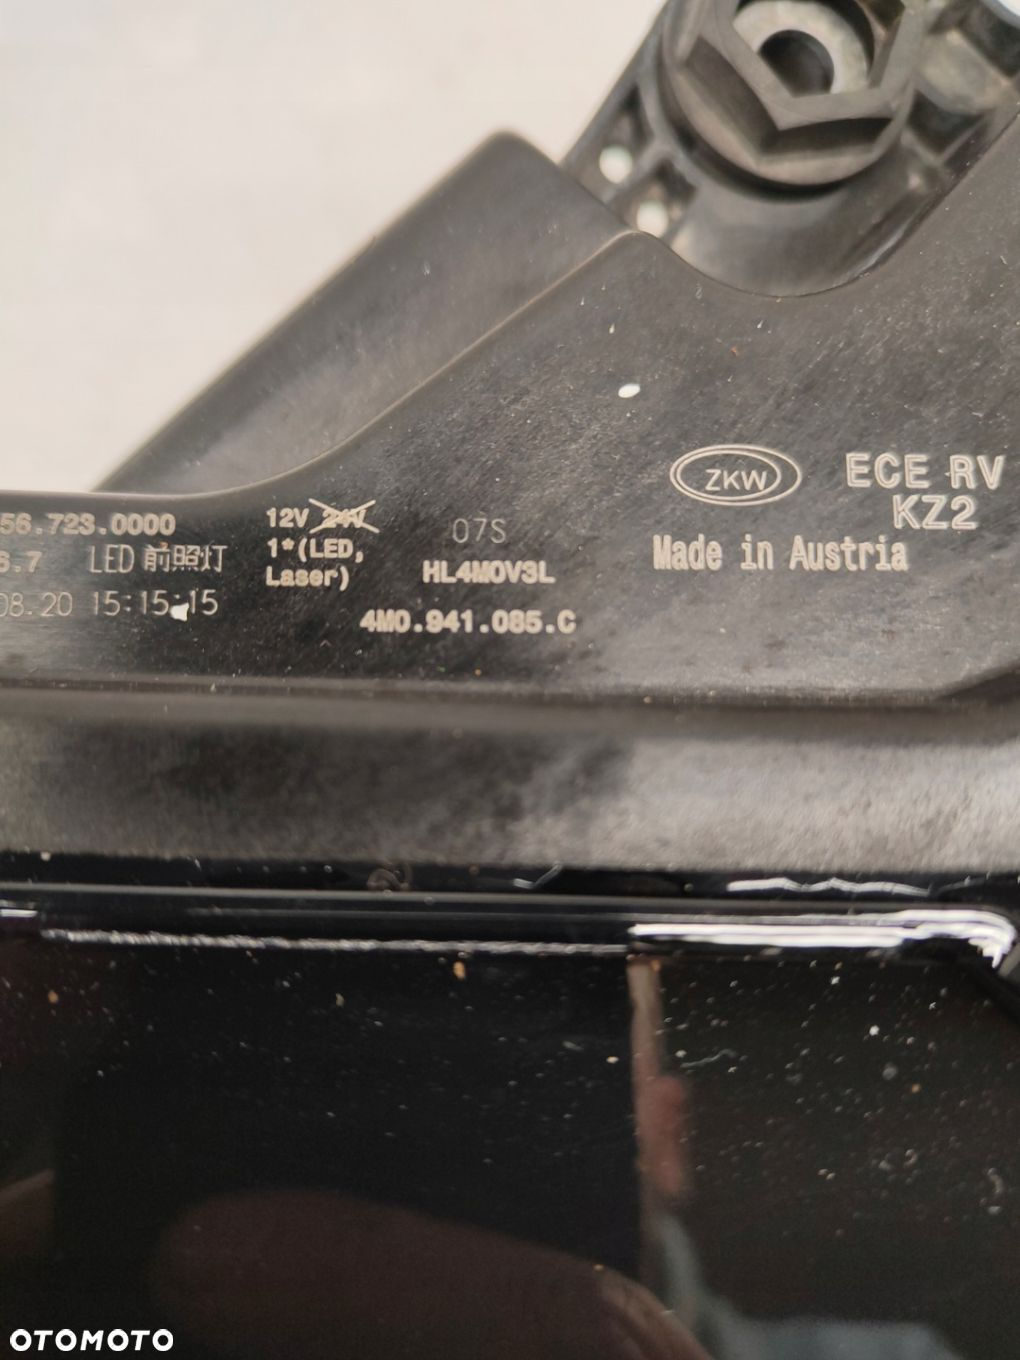 ZKW
ECE RV
KZ2
Made in Austria
56.723.0000
12V 24V
07S
6.7 LED 前照灯
1*(LED,
Laser)
HL4M0V3L
08.20 15:15:15
4M0.941.085.C
OTOMOTO